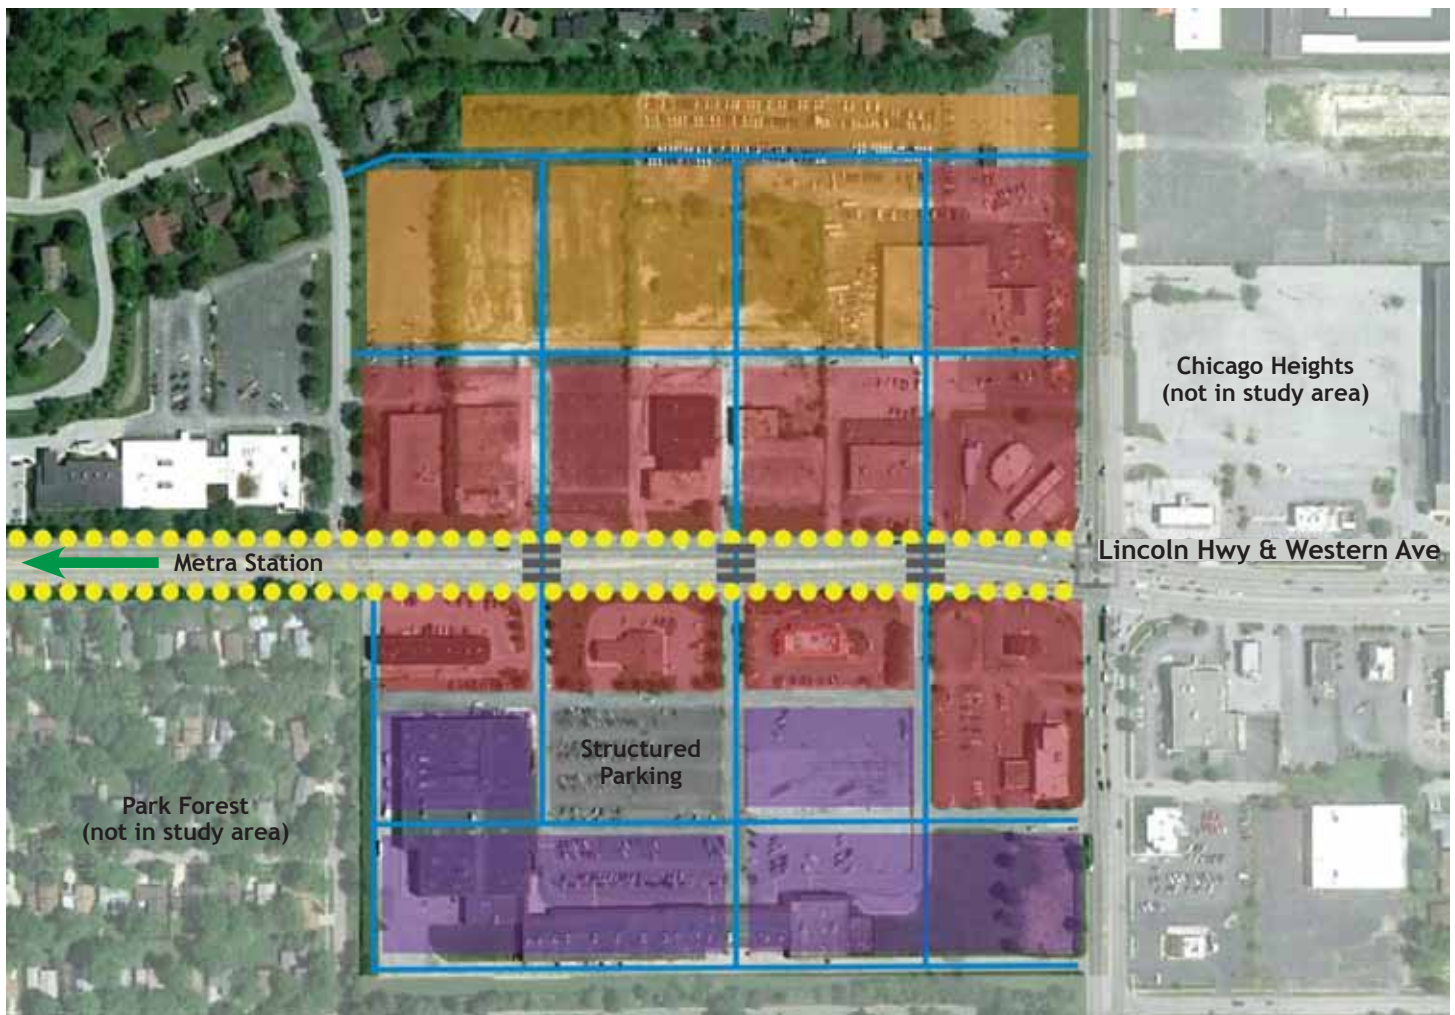 Chicago Heights
(not in study area)
Metra Station
Lincoln Hwy & Western Ave
Structured
Parking
Park Forest
(not in study area)